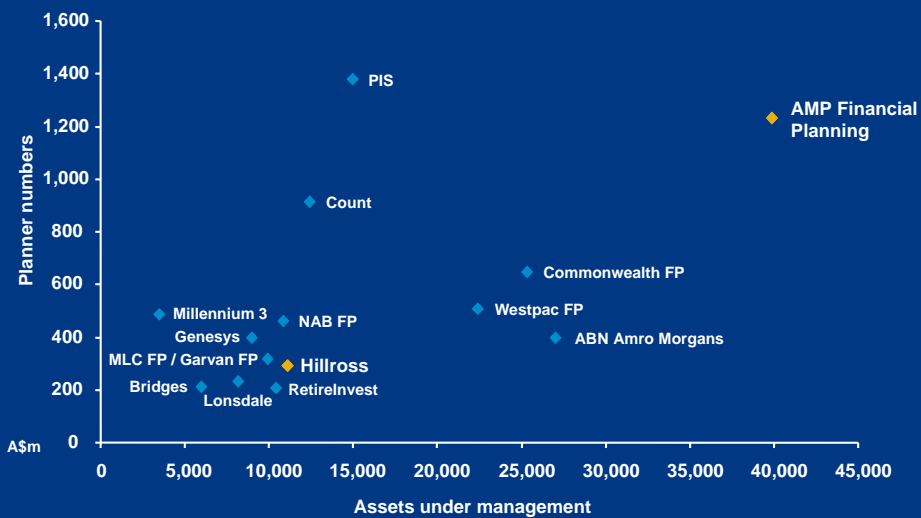 1,600
1,400
1,200
1,000
800
600
400
200
0
Planner numbers
A$m
PIS
AMP Financial
Planning
Count
Commonwealth FP
Westpac FP
ABN Amro Morgans
Millennium 3
NAB FP
Genesys
MLC FP / Garvan FP
Hillross
Bridges
Lonsdale
RetireInvest
0
5,000
10,000
15,000
20,000
25,000
30,000
35,000
40,000
45,000
Assets under management